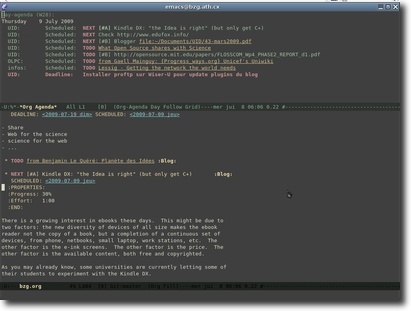 emacs@bzg.ath.cx
Day-agenda (W28):
Thursday 9 July 2009
UID: Scheduled: NEXT [#A] Kindle DX: "the Idea is right" (but only get C+)
UID: Scheduled: NEXT Check http://www.edufeo.info/
UID: Scheduled: NEXT [#B] Blogger file:~/Documents/UID/43-mars2009.pdf
UID: Scheduled: TODO What Open Source shares with Science
UID: Scheduled: TODO http://out.ac.uk/pdf/FLOSSCOM_Wp4_PHASE2_REPORT_d1.pdf
OLPC: Scheduled: TODO from Gaell Mainguy: (Progress ways.org) Unicef's Uniwiki
infos: Scheduled: TODO Lessig - Getting the network the world needs
UID: Deadline: Installer proftp sur Wiser-U pour update plugins du blog
-U:%*- *Org Agenda* All L1 (Org-Agenda Day Follow Grid)----mer jui 8 08:06 0.22 #
DEADLINE: <2009-07-19 dim> SCHEDULED: <2009-07-09 jeu>
- Share
- Web for the science
- science for the web
- ...
* TODO from Benjamin Le Quéré: Planète des Idées :Blog:
* NEXT [#A] Kindle DX: "the Idea is right" (but only get C+) :Blog:
SCHEDULED: <2009-07-09 jeu>
:PROPERTIES:
:Progress: 30%
:Effort: 1:00
:END:
There is a growing interest in ebooks these days. This might be due to
two factors: the new diversity of devices of all size makes the ebook
reader not the copy of a book, but a completion of a continuous set of
devices, from phone, netbooks, small laptop, work stations, etc. The
other factor is the e-ink screens. The other factor is the price. The
other factor is the available content, both free and copyrighted.
As you may already know, some universities are currently letting some of
their students to experiment with the Kindle DX.
bzg.org